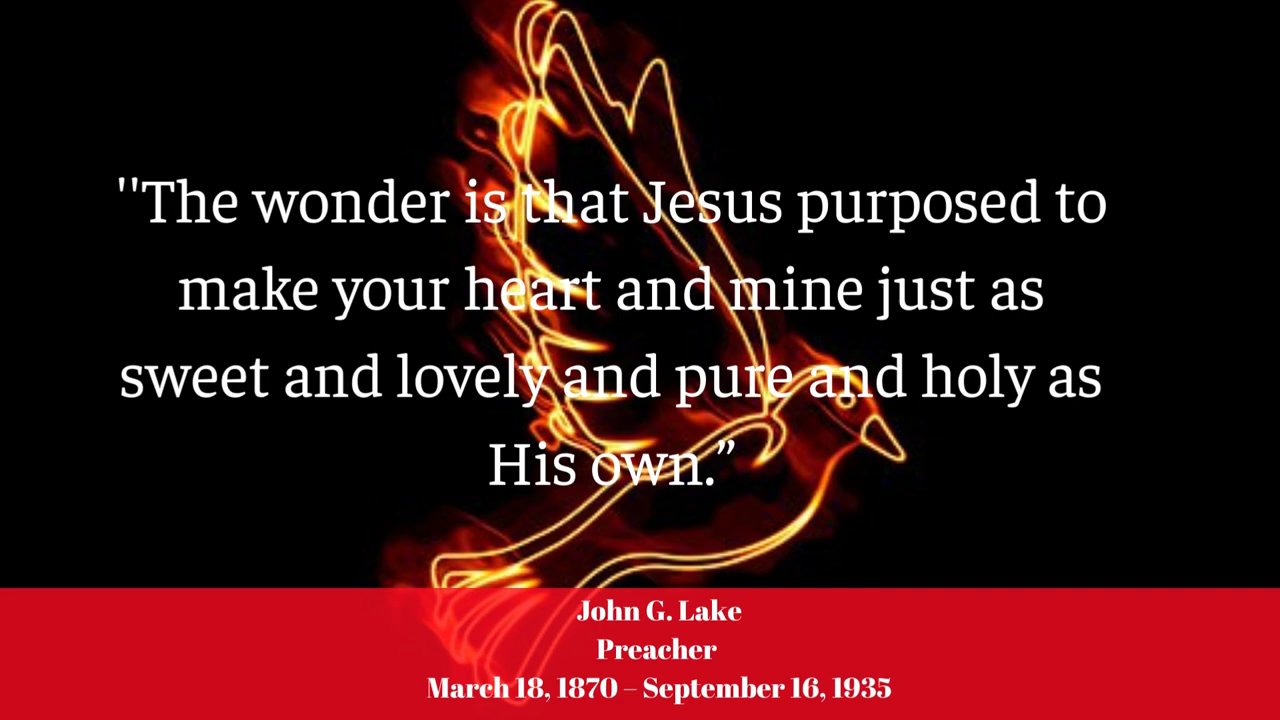 "The wonder is that Jesus purposed to
make your heart and mine just as
sweet and lovely and pure and holy as
His own.”
John G. Lake
Preacher
March 18, 1870 – September 16, 1935